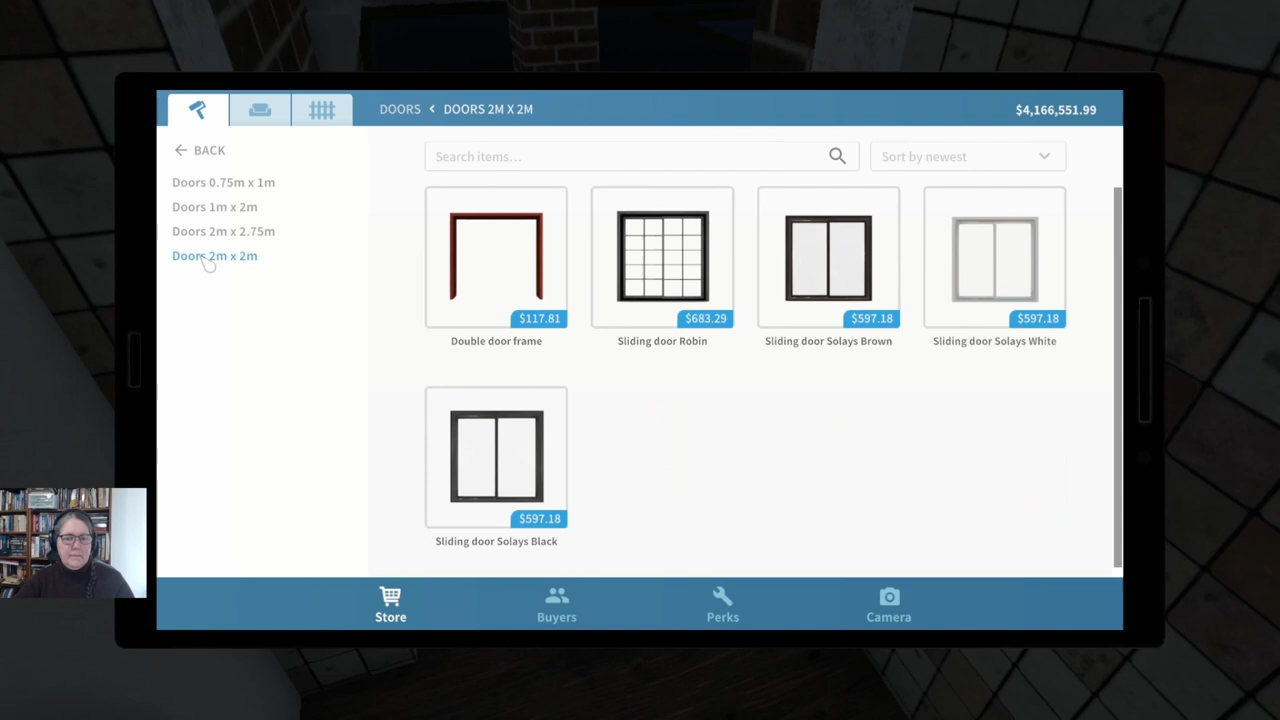 DOORS < DOORS 2M X 2M
$4,166,551.99
BACK
Doors 0.75m x 1m
Doors 1m x 2m
Doors 2m x 2.75m
Doors 2m x 2m
Search items...
Sort by newest
$117.81
$683.29
$597.18
$597.18
Double door frame
Sliding door Robin
Sliding door Solays Brown
Sliding door Solays White
$597.18
Sliding door Solays Black
Store
Buyers
Perks
Camera